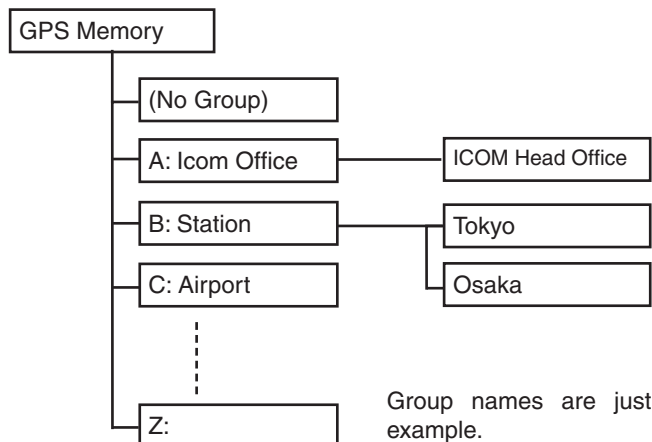 GPS Memory
(No Group)
A: Icom Office
ICOM Head Office
B: Station
Tokyo
C: Airport
Osaka
Z:
Group names are just
example.